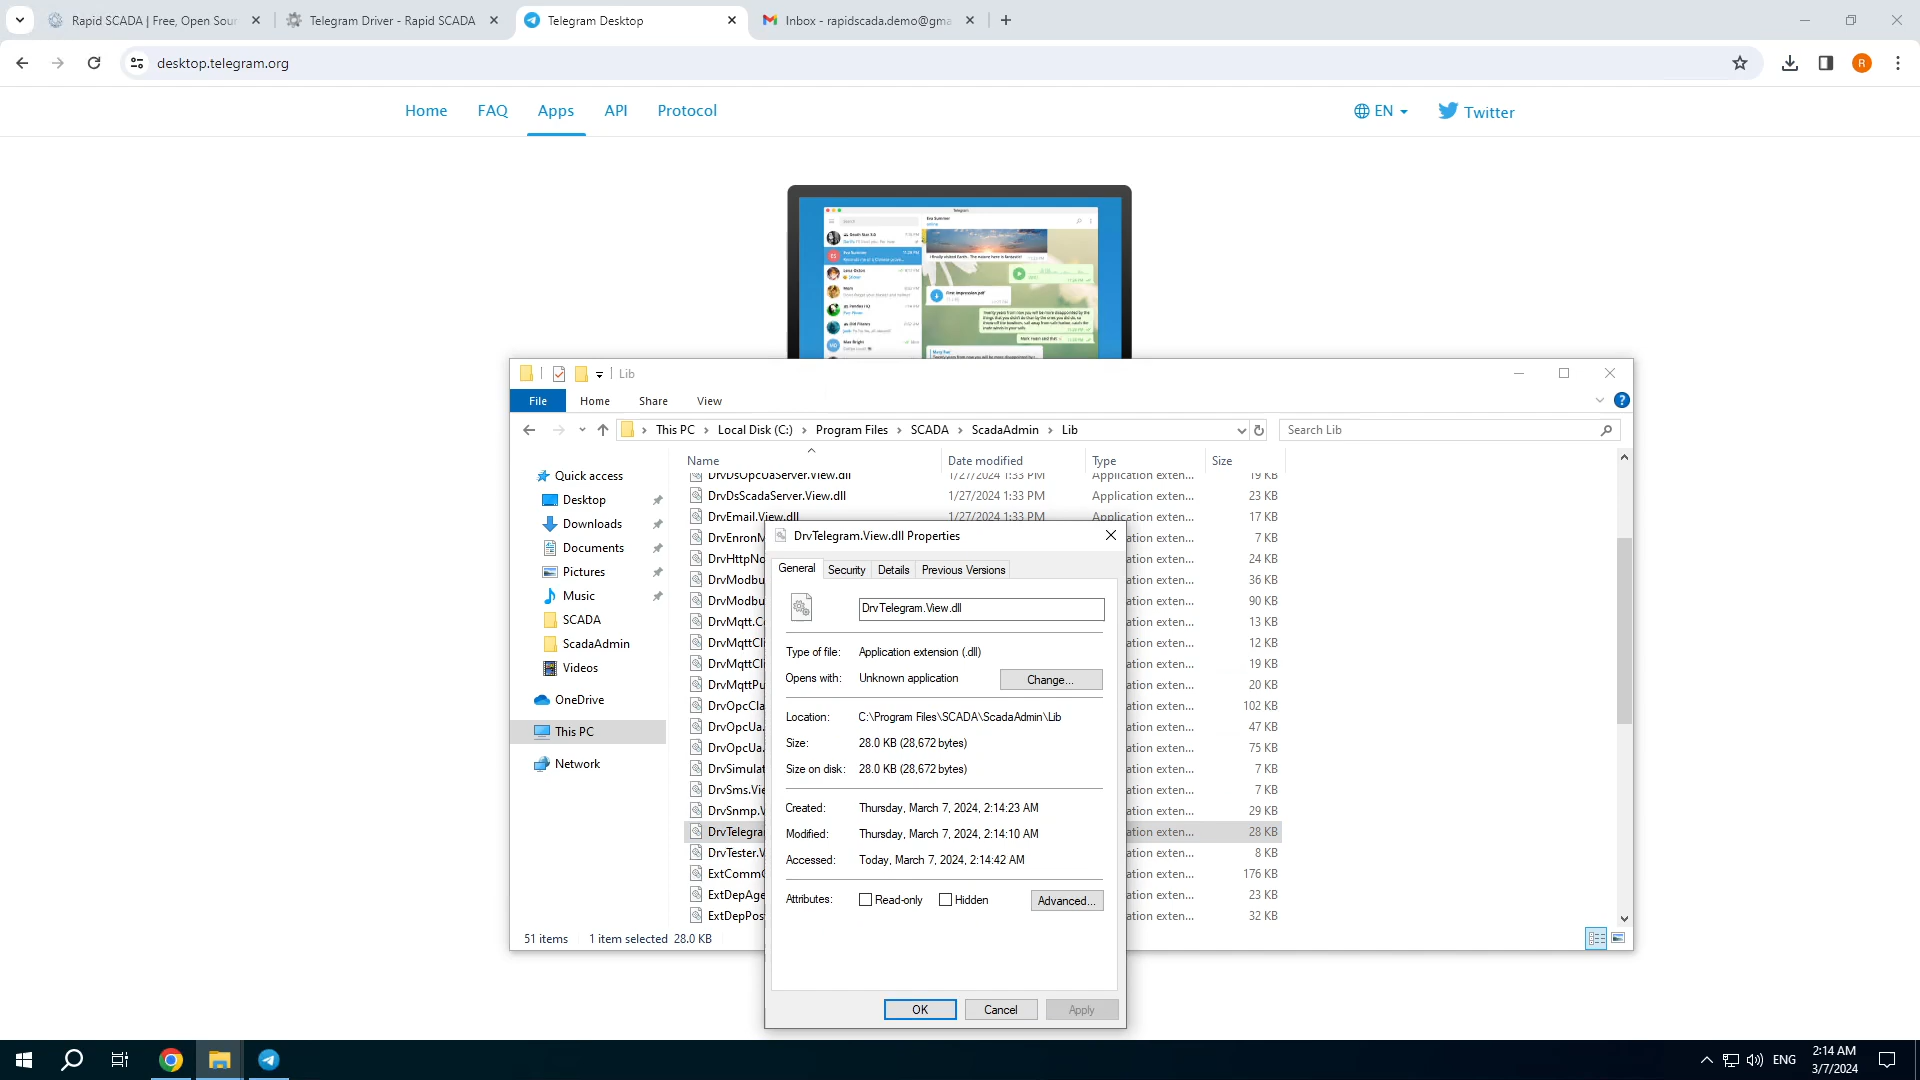 Rapid SCADA | Free, Open Sour
Telegram Driver - Rapid SCADA
Telegram Desktop
Inbox - rapidscada.demo@gma
desktop.telegram.org
R
Home
FAQ
Apps
API
Protocol
EN
Twitter
Lib
File
Home
Share
View
This PC
Local Disk (C:)
Program Files
SCADA
ScadaAdmin
Lib
Search Lib
Name
Date modified
Type
Size
Quick access
Desktop
Downloads
Documents
Pictures
Music
SCADA
ScadaAdmin
Videos
OneDrive
This PC
Network
DrvDsOpcUaServer.View.dll 1/27/2024 1:33 PM Application exten... 19 KB
DrvDsScadaServer.View.dll 1/27/2024 1:33 PM Application exten... 23 KB
DrvEmail.View.dll 1/27/2024 1:33 PM Application exten... 17 KB
DrvEnronM ation exten... 7 KB
DrvHttpNo ation exten... 24 KB
DrvModbu ation exten... 36 KB
DrvModbu ation exten... 90 KB
DrvMqtt.C ation exten... 13 KB
DrvMqttCli ation exten... 12 KB
DrvMqttCli ation exten... 19 KB
DrvMqttPu ation exten... 20 KB
DrvOpcCla ation exten... 102 KB
DrvOpcUa. ation exten... 47 KB
DrvOpcUa. ation exten... 75 KB
DrvSimulat ation exten... 7 KB
DrvSms.Vie ation exten... 7 KB
DrvSnmp.V ation exten... 29 KB
DrvTelegra ation exten... 28 KB
DrvTester.V ation exten... 8 KB
ExtCommC ation exten... 176 KB
ExtDepAge ation exten... 23 KB
ExtDepPos ation exten... 32 KB
51 items
1 item selected 28.0 KB
DrvTelegram.View.dll Properties
General
Security
Details
Previous Versions
DrvTelegram.View.dll
Type of file: Application extension (.dll)
Opens with: Unknown application
Change...
Location: C:\Program Files\SCADA\ScadaAdmin\Lib
Size: 28.0 KB (28,672 bytes)
Size on disk: 28.0 KB (28,672 bytes)
Created: Thursday, March 7, 2024, 2:14:23 AM
Modified: Thursday, March 7, 2024, 2:14:10 AM
Accessed: Today, March 7, 2024, 2:14:42 AM
Attributes:
Read-only
Hidden
Advanced...
OK
Cancel
Apply
ENG
2:14 AM
3/7/2024